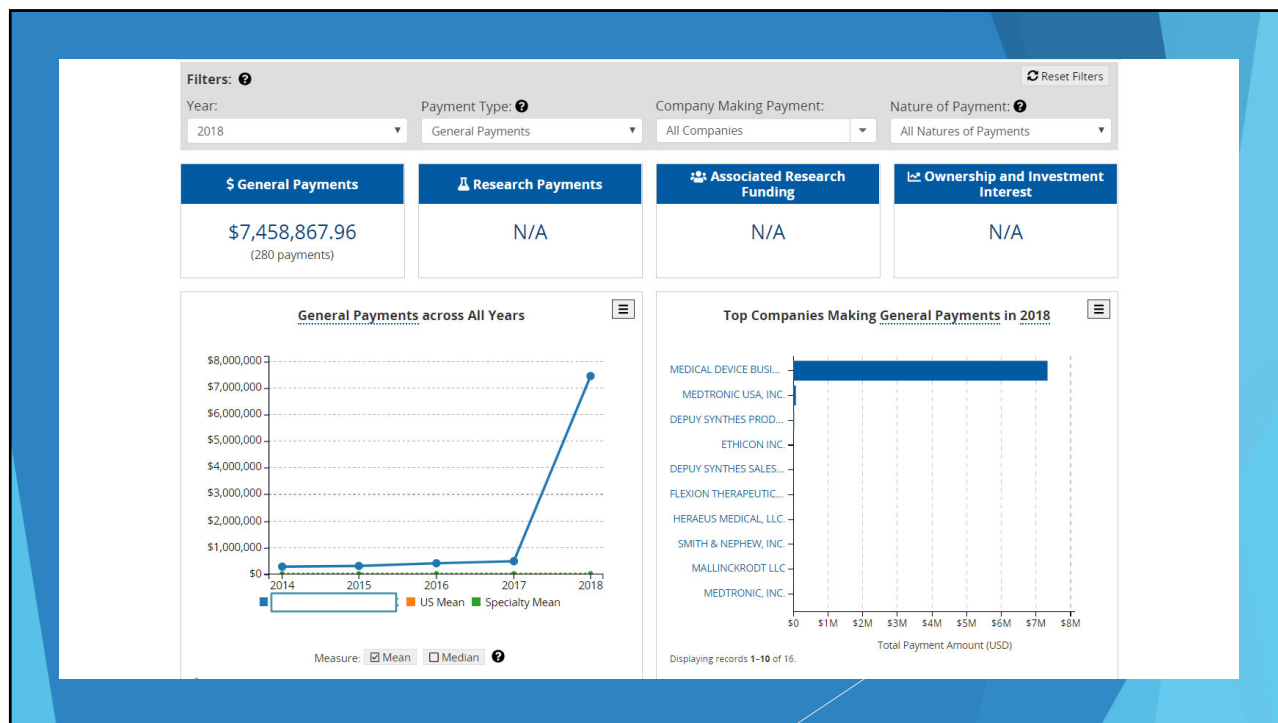 Filters:
Reset Filters
Year:
Payment Type:
Company Making Payment:
Nature of Payment:
2018
General Payments
All Companies
All Natures of Payments
$ General Payments
Research Payments
Associated Research
Funding
Ownership and Investment
Interest
$7,458,867.96
(280 payments)
N/A
N/A
N/A
General Payments across All Years
$8,000,000
$7,000,000
$6,000,000
$5,000,000
$4,000,000
$3,000,000
$2,000,000
$1,000,000
$0
2014 2015 2016 2017 2018
US Mean Specialty Mean
Measure: Mean Median
Top Companies Making General Payments in 2018
MEDICAL DEVICE BUSI...
MEDTRONIC USA, INC.
DEPUY SYNTHES PROD...
ETHICON INC.
DEPUY SYNTHES SALES...
FLEXION THERAPEUTIC...
HERAEUS MEDICAL, LLC.
SMITH & NEPHEW, INC.
MALLINCKRODT LLC
MEDTRONIC, INC.
$0 $1M $2M $3M $4M $5M $6M $7M $8M
Total Payment Amount (USD)
Displaying records 1-10 of 16.